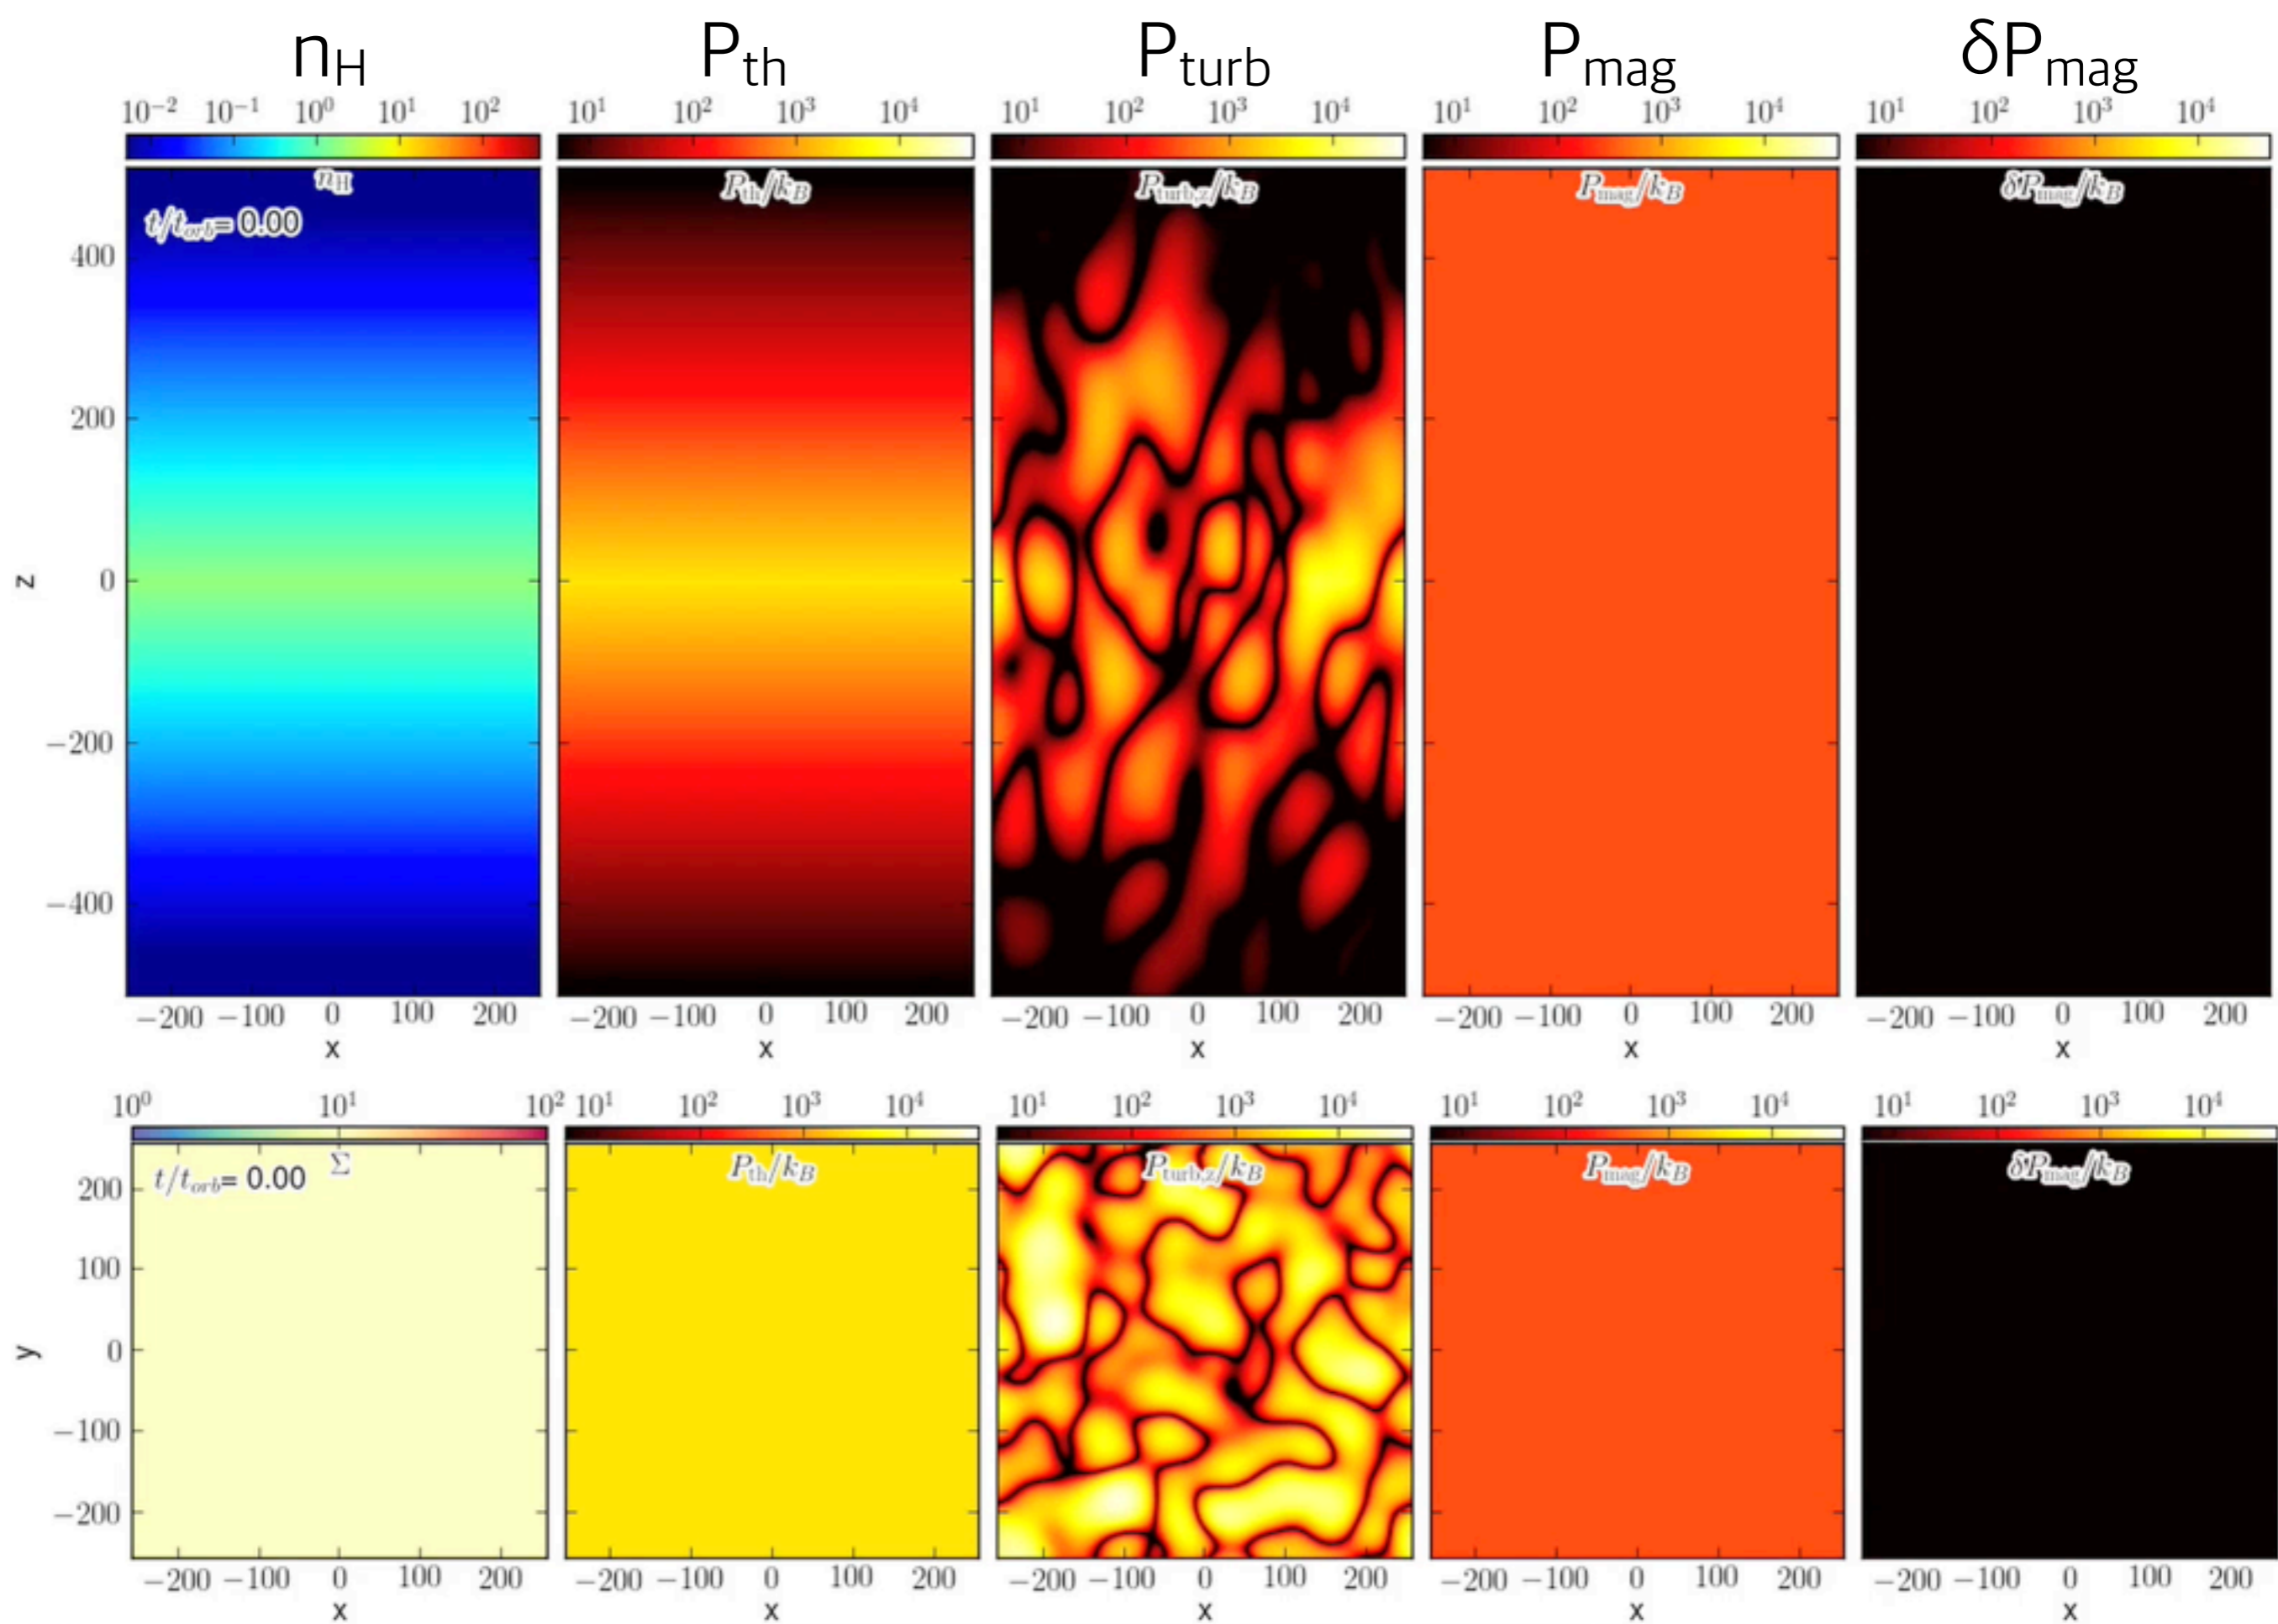 n_H P_th P_turb P_mag δP_mag
10^−2 10^−1 10^0 10^1 10^2 10^1 10^2 10^3 10^4 10^1 10^2 10^3 10^4 10^1 10^2 10^3 10^4 10^1 10^2 10^3 10^4
n_H P_th/k_B P_turb,z/k_B P_mag/k_B δP_mag/k_B
t/t_orb= 0.00
400
200
z 0
−200
−400
−200 −100 0 100 200 −200 −100 0 100 200 −200 −100 0 100 200 −200 −100 0 100 200 −200 −100 0 100 200
x x x x x
10^0 10^1 10^2 10^1 10^2 10^3 10^4 10^1 10^2 10^3 10^4 10^1 10^2 10^3 10^4 10^1 10^2 10^3 10^4
Σ P_th/k_B P_turb,z/k_B P_mag/k_B δP_mag/k_B
t/t_orb= 0.00
200
100
y 0
−100
−200
−200 −100 0 100 200 −200 −100 0 100 200 −200 −100 0 100 200 −200 −100 0 100 200 −200 −100 0 100 200
x x x x x